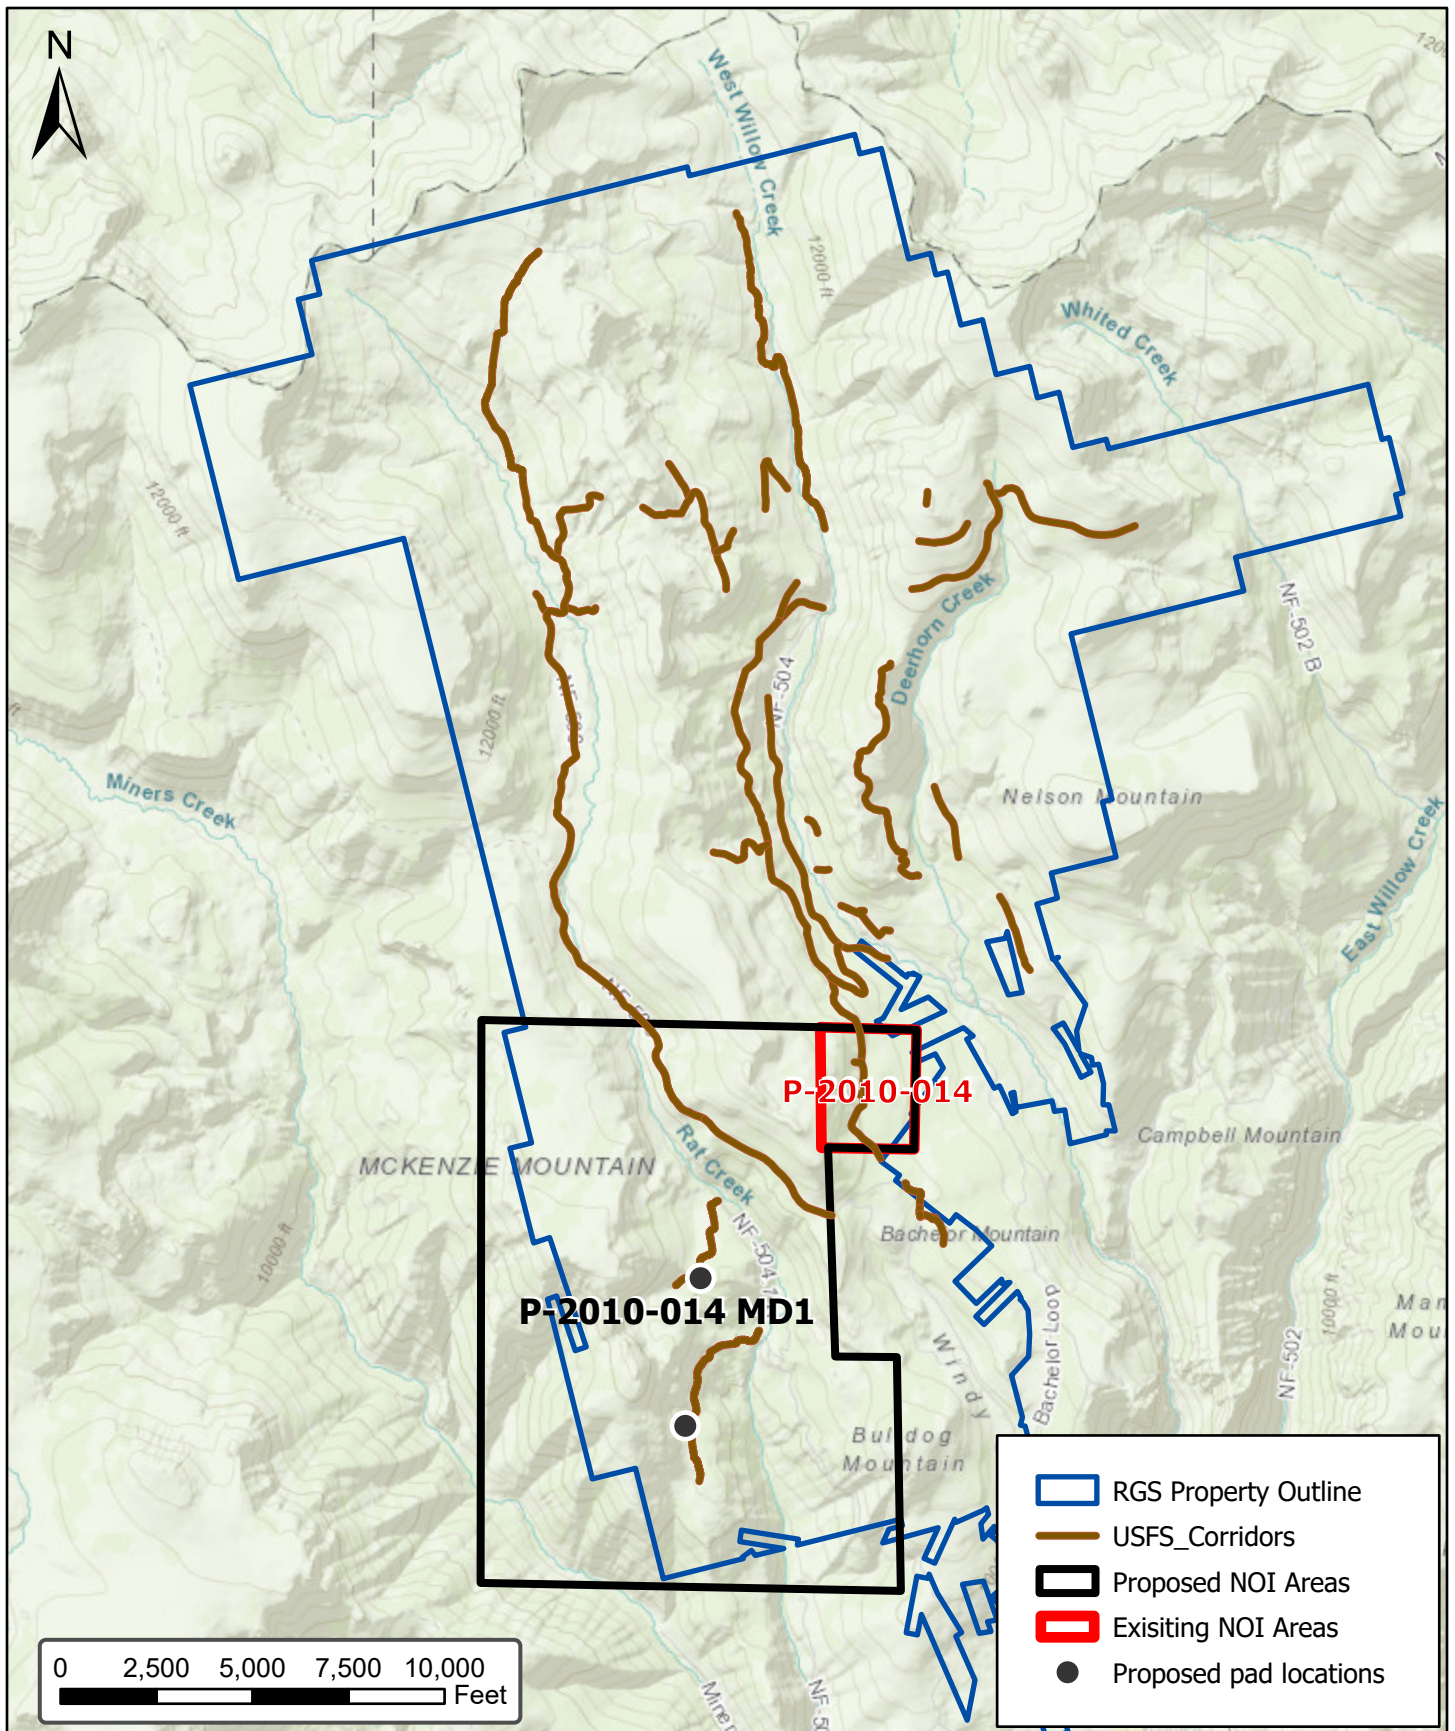 N
West Willow Creek
12000 ft
Whited Creek
12000 ft
Deerhorn Creek
NF-502 B
NF-504
12000 ft
Miners Creek
Nelson Mountain
East Willow Creek
P-2010-014
Rat Creek
MCKENZIE MOUNTAIN
Campbell Mountain
NF-504.1
Bachelor Mountain
10000 ft
P-2010-014 MD1
Bachelor Loop
10000 ft
Windy
NF-502
Bulldog
Mountain
RGS Property Outline
USFS_Corridors
Proposed NOI Areas
Exisiting NOI Areas
Proposed pad locations
0 2,500 5,000 7,500 10,000
Feet